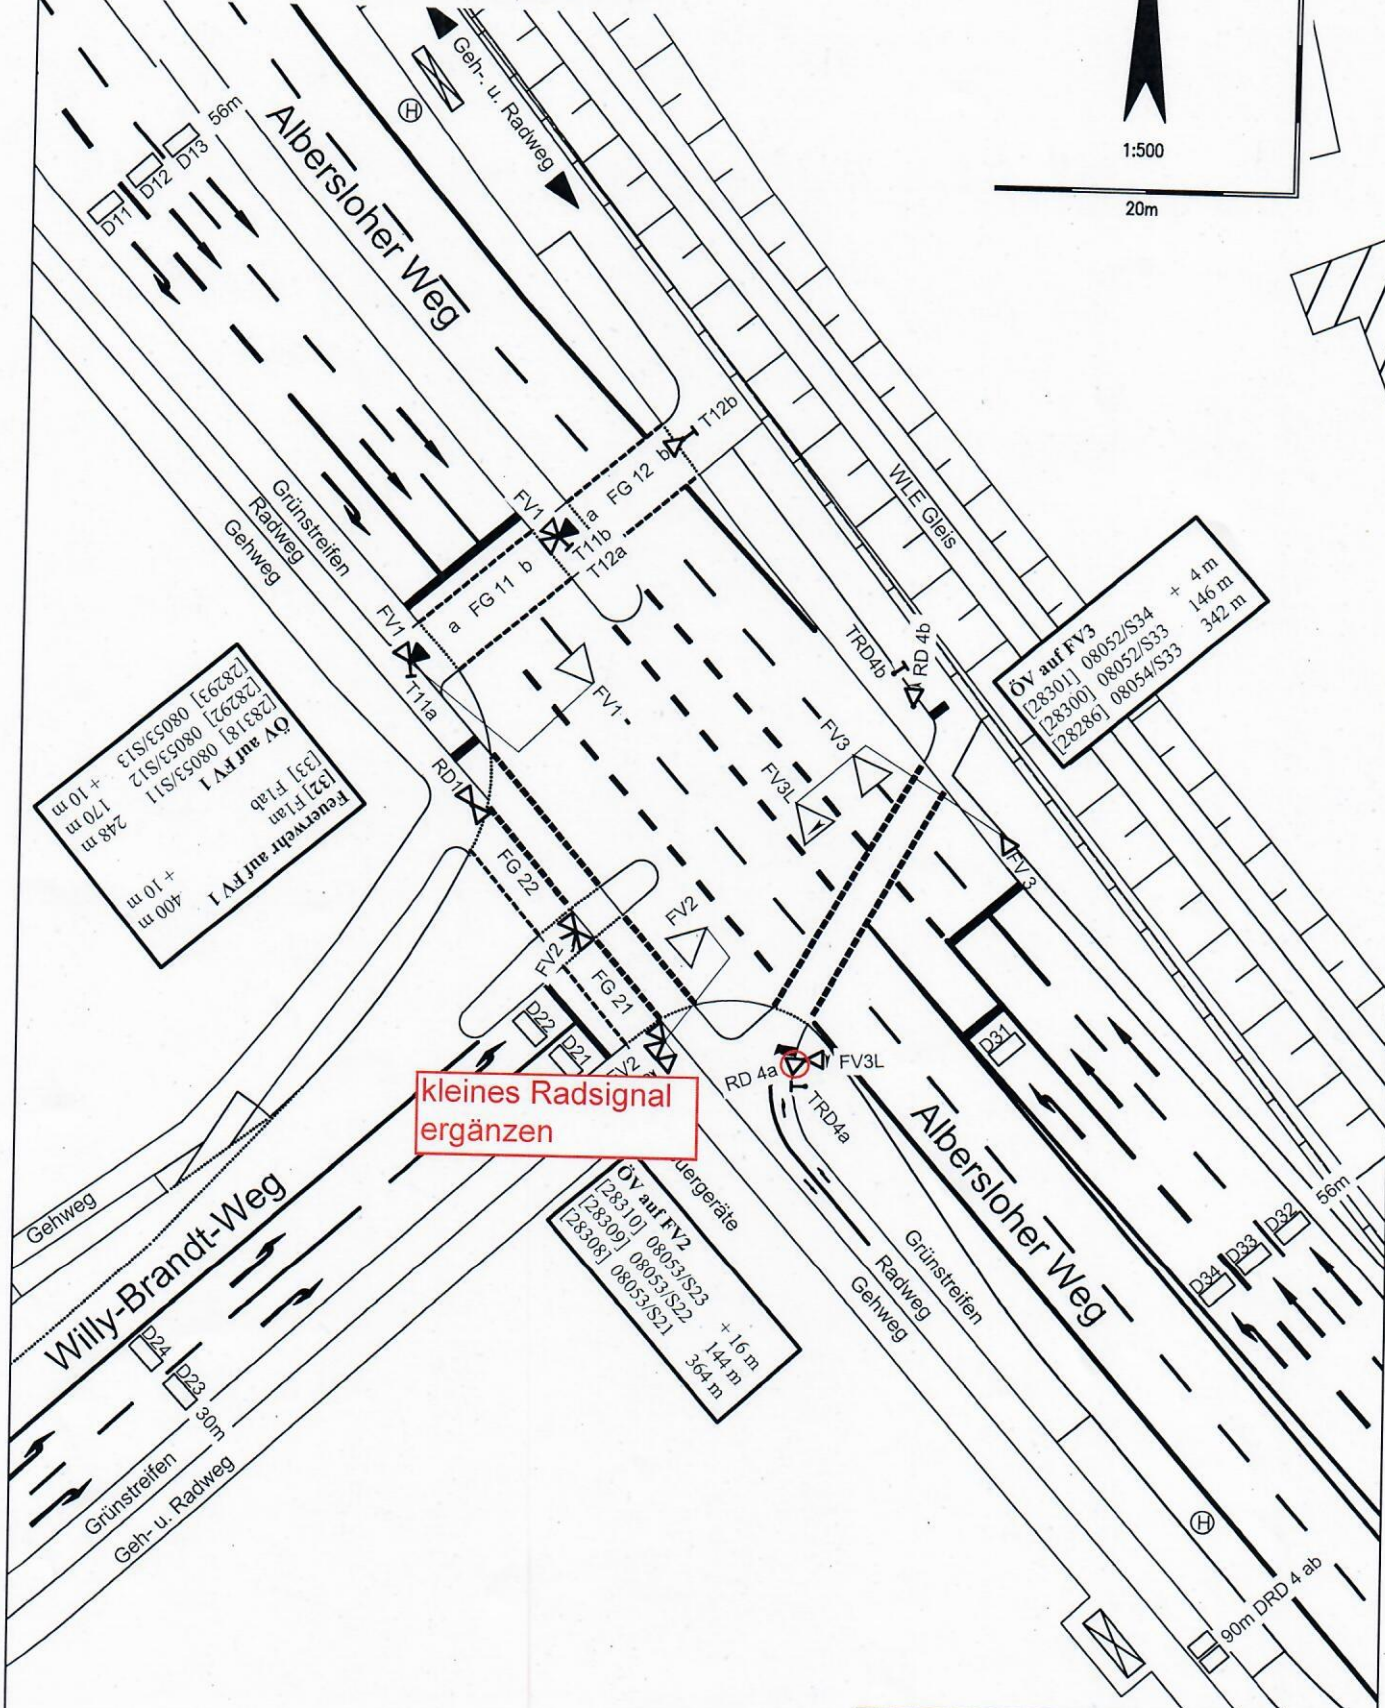 Geh-. u. Radweg
H
56m
Albersloher Weg
D13
D12
D11
1:500
20m
T12b
FG 12
b
a
FV1
T11b
T12a
WLE Gleis
Grünstreifen
Radweg
Gehweg
FG 11
b
a
FV1
T11a
FV1
RD1
TRD4b
RD 4b
ÖV auf FV3
[28301] 08052/S34 + 4 m
[28300] 08052/S33 146 m
[28286] 08054/S33 342 m
Feuerwehr auf FV1
[32] F1an 400 m
[33] F1ab + 10 m
ÖV auf FV 1
[28318] 08053/S11 248 m
[28292] 08053/S12 170 m
[28293] 08053/S13 + 10 m
FV3
FV3L
FV 3
FG 22
FV2
FV2
FG 21
D22
D21
FV2
D31
RD 4a
FV3L
TRD4a
kleines Radsignal
ergänzen
uergeräte
ÖV auf FV2
[28310] 08053/S23 + 16 m
[28309] 08053/S22 144 m
[28308] 08053/S21 364 m
Albersloher Weg
56m
D32
D33
D34
Gehweg
Willy-Brandt-Weg
Grünstreifen
Radweg
Gehweg
D24
D23
30m
Grünstreifen
Geh- u. Radweg
H
90m DRD 4 ab